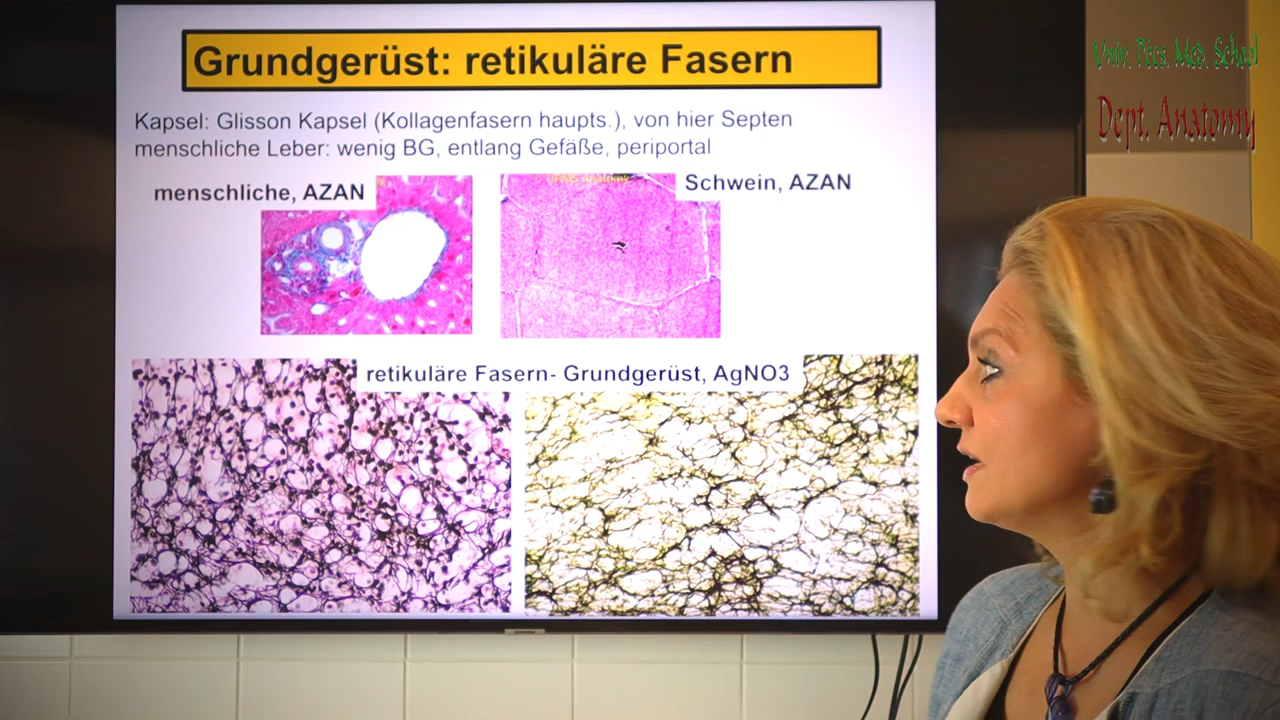 Grundgerüst: retikuläre Fasern
Kapsel: Glisson Kapsel (Kollagenfasern haupts.), von hier Septen
menschliche Leber: wenig BG, entlang Gefäße, periportal
menschliche, AZAN
Schwein, AZAN
retikuläre Fasern- Grundgerüst, AgNO3
Univ. Pécs. Med. School
Dept. Anatomy